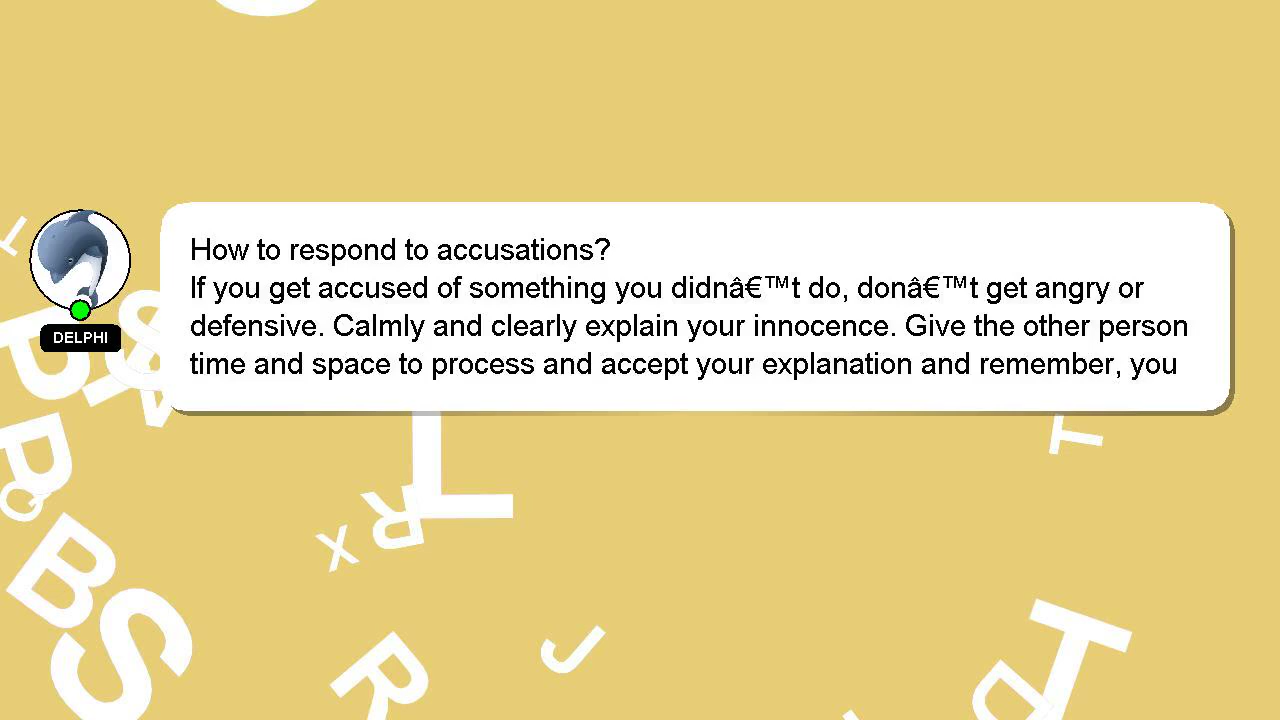 How to respond to accusations?
If you get accused of something you didnâ€™t do, donâ€™t get angry or
defensive. Calmly and clearly explain your innocence. Give the other person
time and space to process and accept your explanation and remember, you
DELPHI